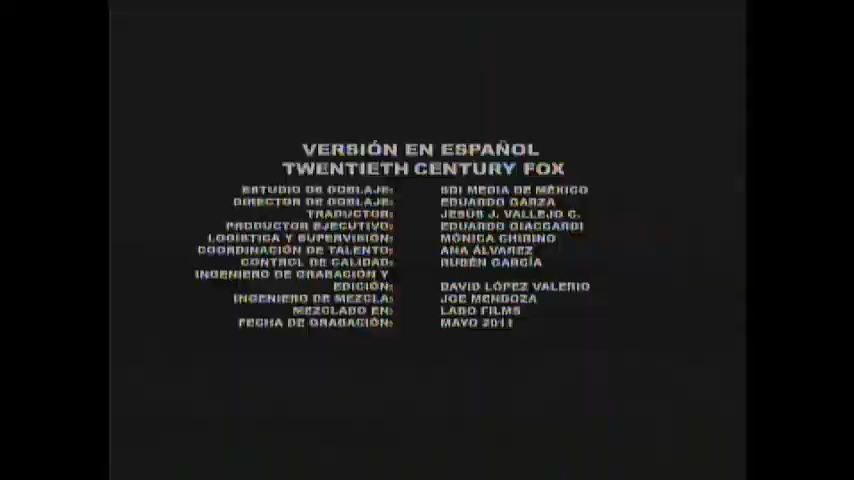 VERSIÓN EN ESPAÑOL
TWENTIETH CENTURY FOX
ESTUDIO DE DOBLAJE: SDI MEDIA DE MÉXICO
DIRECTOR DE DOBLAJE: EDUARDO GARZA
TRADUCTOR: JESÚS J. VALLEJO G.
PRODUCTOR EJECUTIVO: EDUARDO GIACCARDI
LOGÍSTICA Y SUPERVISIÓN: MÓNICA CHIRINO
COORDINACIÓN DE TALENTO: ANA ÁLVAREZ
CONTROL DE CALIDAD: RUBÉN GARCÍA
INGENIERO DE GRABACIÓN Y
EDICIÓN: DAVID LÓPEZ VALERIO
INGENIERO DE MEZCLA: JOE MENDOZA
MEZCLADO EN: LABO FILMS
FECHA DE GRABACIÓN: MAYO 2011